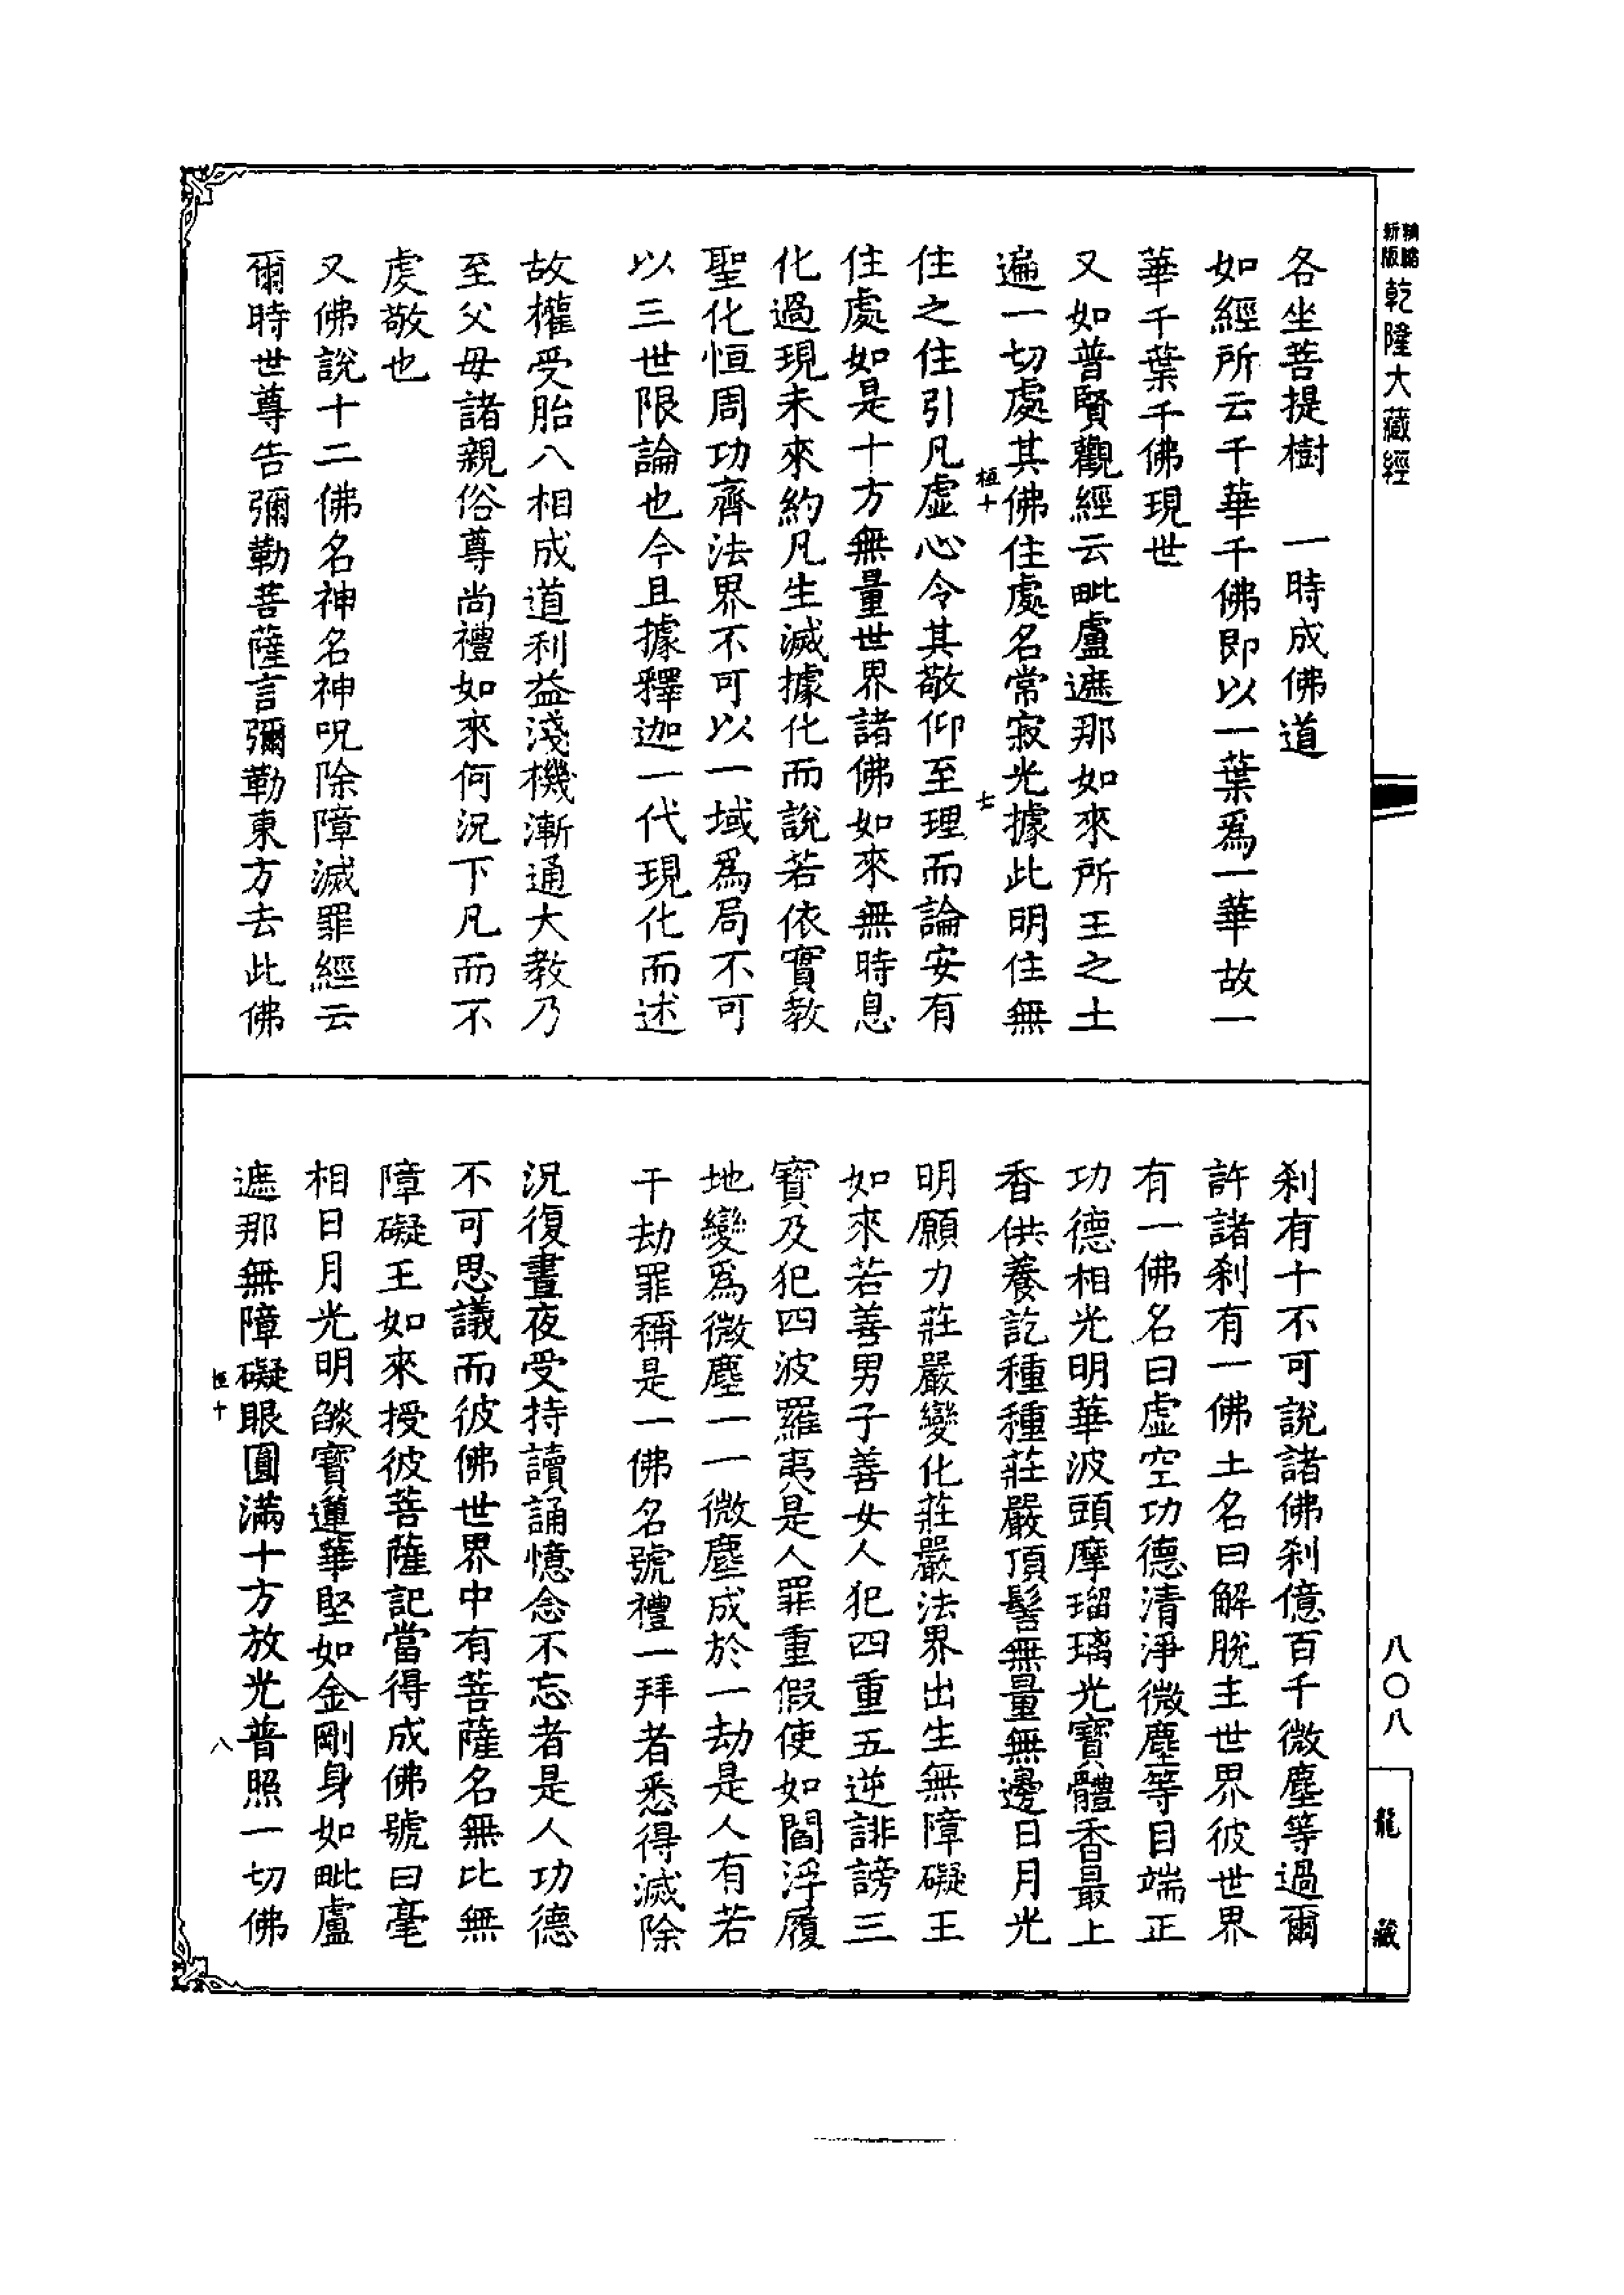 新版
乾隆大藏經
各坐菩提樹　一時成佛道
如經所云千華千佛即以一葉爲一華故一
華千葉千佛現世
又如普賢觀經云毗盧遮那如來所王之土
遍一切處其佛住處名常寂光據此明住無
桓十
七
住之住引凡虛心令其敬仰至理而論安有
住處如是十方無量世界諸佛如來無時息
化過現未來約凡生滅據化而說若依實教
聖化恒周功齊法界不可以一域爲局不可
以三世限論也今且據釋迦一代現化而述
故權受胎八相成道利益淺機漸通大教乃
至父母諸親俗尊尚禮如來何況下凡而不
虔敬也
又佛說十二佛名神名神呪除障滅罪經云
爾時世尊告彌勒菩薩言彌勒東方去此佛
刹有十不可說諸佛刹億百千微塵等過爾
許諸刹有一佛土名曰解脫主世界彼世界
有一佛名曰虛空功德清淨微塵等目端正
功德相光明華波頭摩瑠璃光寶體香最上
香供養訖種種莊嚴頂髻無量無邊日月光
明願力莊嚴變化莊嚴法界出生無障礙王
如來若善男子善女人犯四重五逆誹謗三
寶及犯四波羅夷是人罪重假使如閻浮履
地變爲微塵一一微塵成於一劫是人有若
干劫罪稱是一佛名號禮一拜者悉得滅除
況復晝夜受持讀誦憶念不忘者是人功德
不可思議而彼佛世界中有菩薩名無比無
障礙王如來授彼菩薩記當得成佛號曰毫
相日月光明燄寶蓮華堅如金剛身如毗盧
遮那無障礙眼圓滿十方放光普照一切佛
桓十
八
八〇八
龍藏